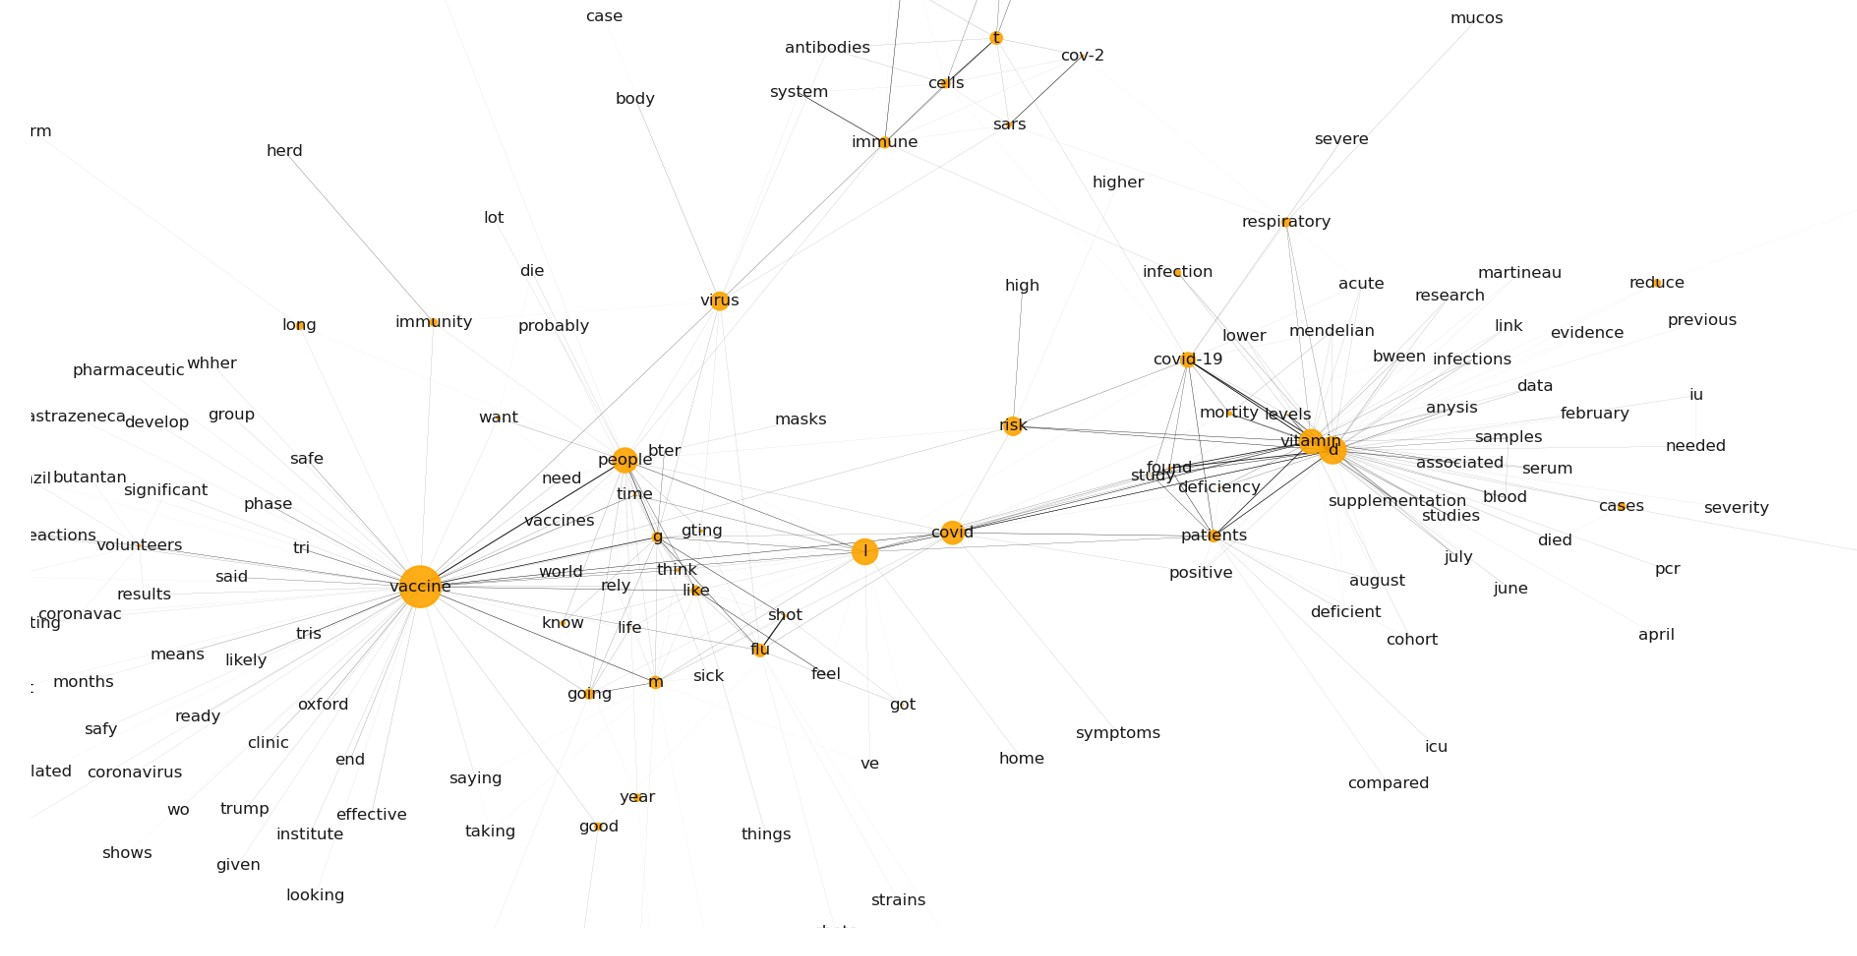 case
mucos
t
antibodies
cov-2
cells
system
body
sars
rm
severe
immune
herd
higher
lot
respiratory
die
infection
martineau
acute
reduce
high
research
virus
previous
immunity
long
probably
link
mendelian
evidence
lower
covid-19
bween
infections
whher
pharmaceutic
data
iu
anysis
mortity
levels
february
group
astrazeneca
want
masks
develop
risk
samples
vitamin
needed
d
bter
safe
people
associated
found
serum
study
butantan
zil
need
deficiency
significant
time
blood
supplementation
phase
cases
severity
studies
vaccines
gting
covid
eactions
patients
g
died
volunteers
tri
l
july
pcr
think
world
positive
said
august
rely
vaccine
june
like
results
coronavac
deficient
shot
ting
know
life
tris
april
cohort
flu
means
likely
feel
sick
months
m
going
oxford
got
ready
safy
symptoms
clinic
icu
home
end
ve
lated
coronavirus
saying
compared
year
wo
trump
effective
good
taking
institute
things
shows
given
looking
strains